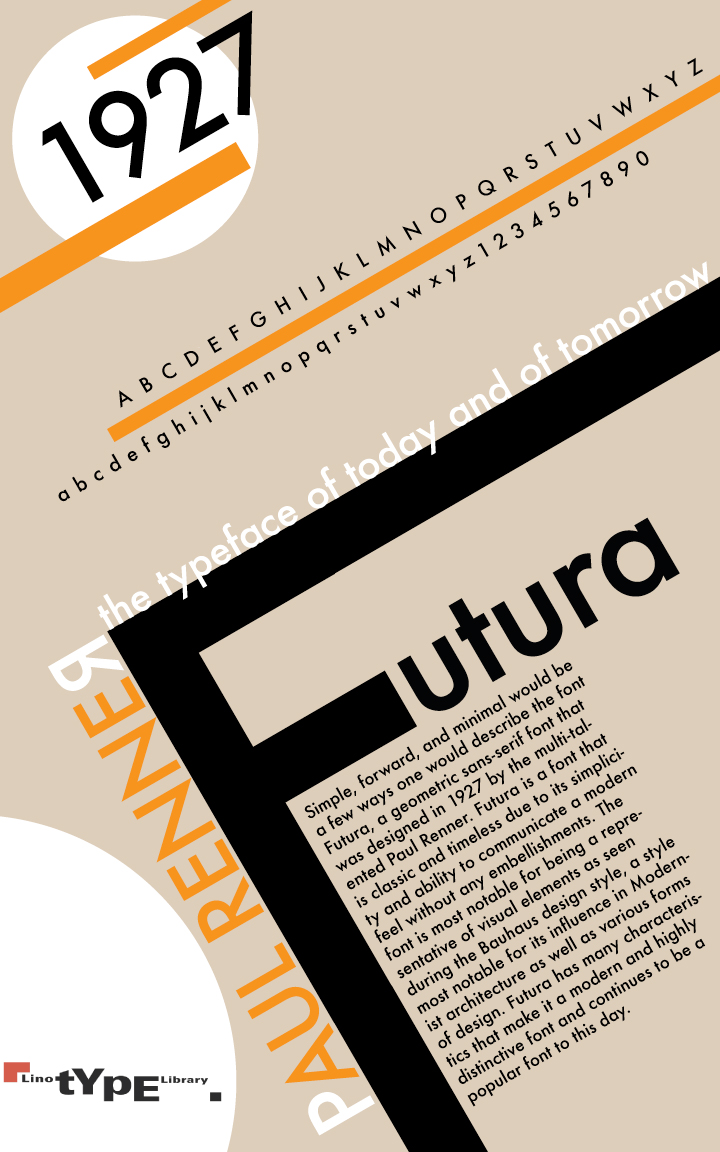 1927
A B C D E F G H I J K L M N O P Q R S T U V W X Y Z
a b c d e f g h i j k l m n o p q r s t u v w x y z 1 2 3 4 5 6 7 8 9 0
the typeface of today and of tomorrow
Futura
PAUL RENNER
Simple, forward, and minimal would be
a few ways one would describe the font
Futura, a geometric sans-serif font that
was designed in 1927 by the multi-tal-
ented Paul Renner. Futura is a font that
is classic and timeless due to its simplici-
ty and ability to communicate a modern
feel without any embellishments. The
font is most notable for being a repre-
sentative of visual elements as seen
during the Bauhaus design style, a style
most notable for its influence in Modern-
ist architecture as well as various forms
of design. Futura has many characteris-
tics that make it a modern and highly
distinctive font and continues to be a
popular font to this day.
Linotype Library